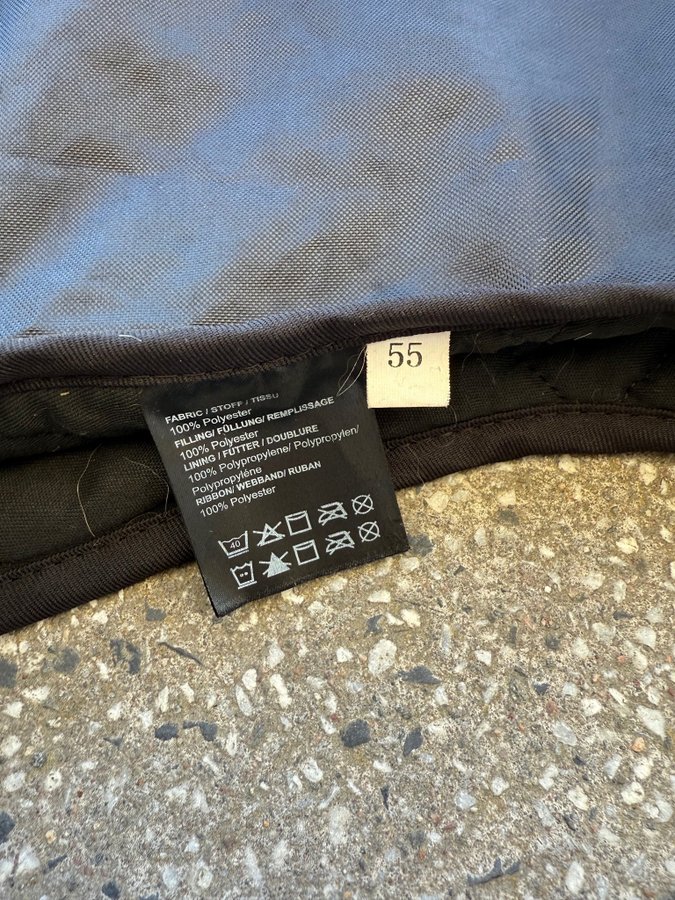 55
FABRIC / STOFF / TISSU
100% Polyester
FILLING/ FÜLLUNG/ REMPLISSAGE
100% Polyester
LINING / FUTTER / DOUBLURE
100% Polypropylene/ Polypropylen/
Polypropylène
RIBBON/ WEBBAND/ RUBAN
100% Polyester
40